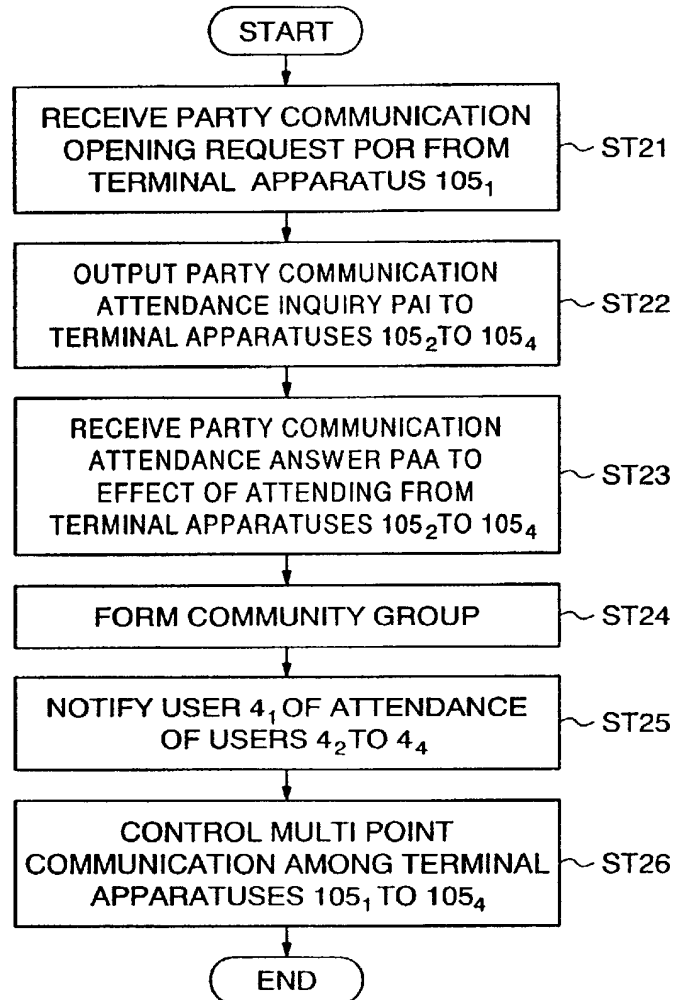 START
RECEIVE PARTY COMMUNICATION
OPENING REQUEST POR FROM
TERMINAL APPARATUS 105₁
ST21
OUTPUT PARTY COMMUNICATION
ATTENDANCE INQUIRY PAI TO
TERMINAL APPARATUSES 105₂ TO 105₄
ST22
RECEIVE PARTY COMMUNICATION
ATTENDANCE ANSWER PAA TO
EFFECT OF ATTENDING FROM
TERMINAL APPARATUSES 105₂ TO 105₄
ST23
FORM COMMUNITY GROUP
ST24
NOTIFY USER 4₁ OF ATTENDANCE
OF USERS 4₂ TO 4₄
ST25
CONTROL MULTI POINT
COMMUNICATION AMONG TERMINAL
APPARATUSES 105₁ TO 105₄
ST26
END